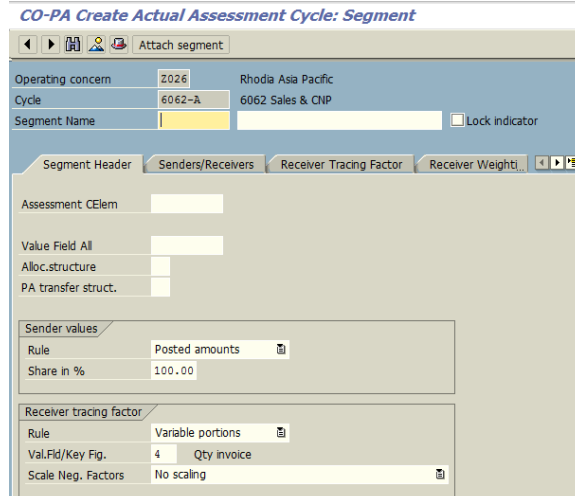 CO-PA Create Actual Assessment Cycle: Segment
Attach segment
Operating concern Z026 Rhodia Asia Pacific
Cycle 6062-A 6062 Sales & CNP
Segment Name Lock indicator
Segment Header Senders/Receivers Receiver Tracing Factor Receiver Weighti..
Assessment CElem
Value Field All
Alloc.structure
PA transfer struct.
Sender values
Rule Posted amounts
Share in % 100.00
Receiver tracing factor
Rule Variable portions
Val.Fld/Key Fig. 4 Qty invoice
Scale Neg. Factors No scaling